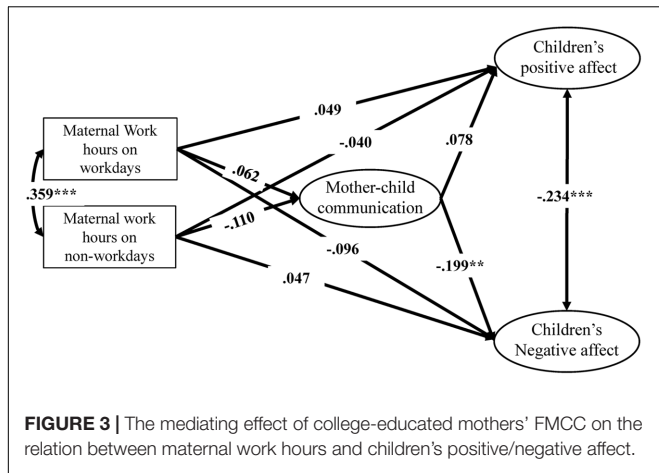 Children's
positive affect
.049
Maternal Work
hours on
workdays
-.040
.078
.062
Mother-child
communication
.359***
-.234***
-.110
Maternal work
hours on
non-workdays
-.096
.047
-.199**
Children's
Negative affect
FIGURE 3 | The mediating effect of college-educated mothers' FMCC on the
relation between maternal work hours and children's positive/negative affect.